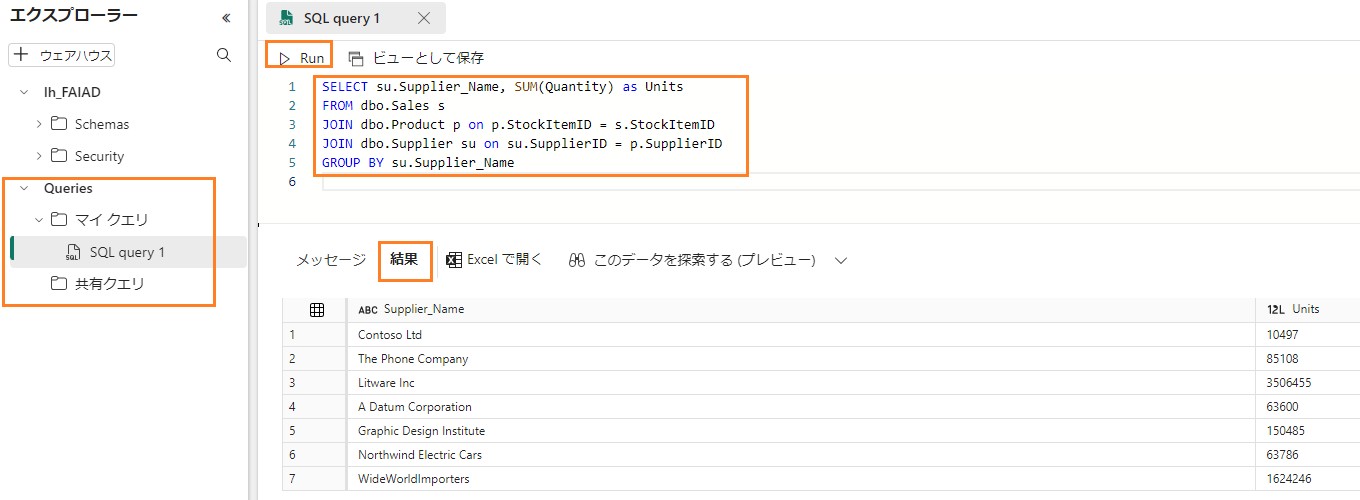 エクスプローラー
ウェアハウス
lh_FAIAD
Schemas
Security
Queries
マイ クエリ
SQL query 1
共有クエリ
SQL query 1
Run ビューとして保存
1 SELECT su.Supplier_Name, SUM(Quantity) as Units
2 FROM dbo.Sales s
3 JOIN dbo.Product p on p.StockItemID = s.StockItemID
4 JOIN dbo.Supplier su on su.SupplierID = p.SupplierID
5 GROUP BY su.Supplier_Name
6
メッセージ 結果 Excel で開く このデータを探索する (プレビュー)
ABC Supplier_Name 12L Units
1 Contoso Ltd 10497
2 The Phone Company 85108
3 Litware Inc 3506455
4 A Datum Corporation 63600
5 Graphic Design Institute 150485
6 Northwind Electric Cars 63786
7 WideWorldImporters 1624246